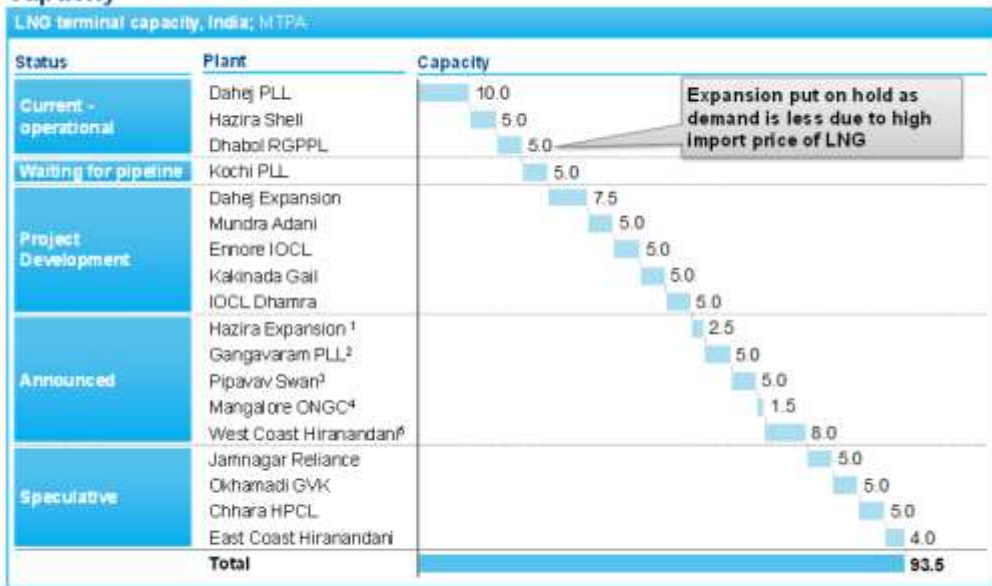 LNG terminal capacity, India; MTPA
Status Plant Capacity
Current - operational
Dahej PLL 10.0
Hazira Shell 5.0
Dhabol RGPPL 5.0
Expansion put on hold as
demand is less due to high
import price of LNG
Waiting for pipeline Kochi PLL 5.0
Project Development
Dahej Expansion 7.5
Mundra Adani 5.0
Ennore IOCL 5.0
Kakinada Gail 5.0
IOCL Dhamra 5.0
Announced
Hazira Expansion ¹ 2.5
Gangavaram PLL² 5.0
Pipavav Swan³ 5.0
Mangalore ONGC⁴ 1.5
West Coast Hiranandani 8.0
Speculative
Jamnagar Reliance 5.0
Okhamadi GVK 5.0
Chhara HPCL 5.0
East Coast Hiranandani 4.0
Total 93.5